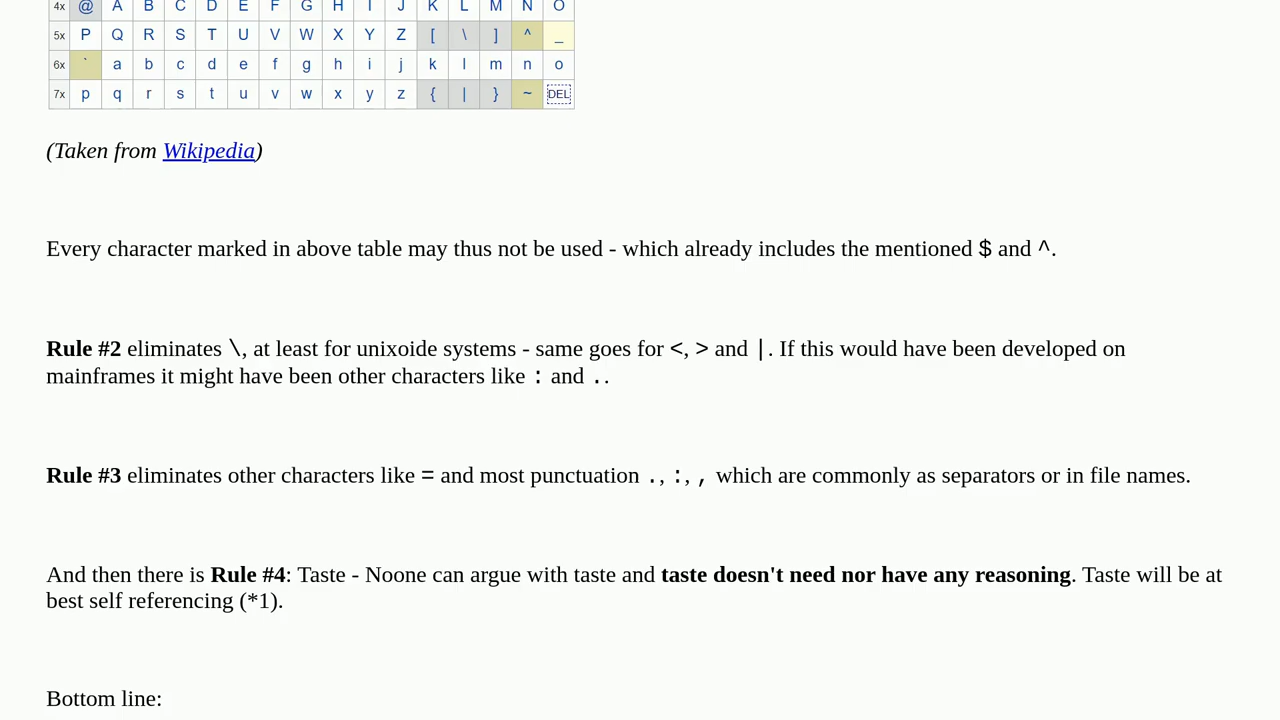 4x @ A B C D E F G H I J K L M N O
5x P Q R S T U V W X Y Z [ \ ] ^ _
6x ` a b c d e f g h i j k l m n o
7x p q r s t u v w x y z { | } ~ DEL
(Taken from Wikipedia)
Every character marked in above table may thus not be used - which already includes the mentioned $ and ^.
Rule #2 eliminates \, at least for unixoide systems - same goes for <, > and |. If this would have been developed on
mainframes it might have been other characters like : and ..
Rule #3 eliminates other characters like = and most punctuation ., :, , which are commonly as separators or in file names.
And then there is Rule #4: Taste - Noone can argue with taste and taste doesn't need nor have any reasoning. Taste will be at
best self referencing (*1).
Bottom line: